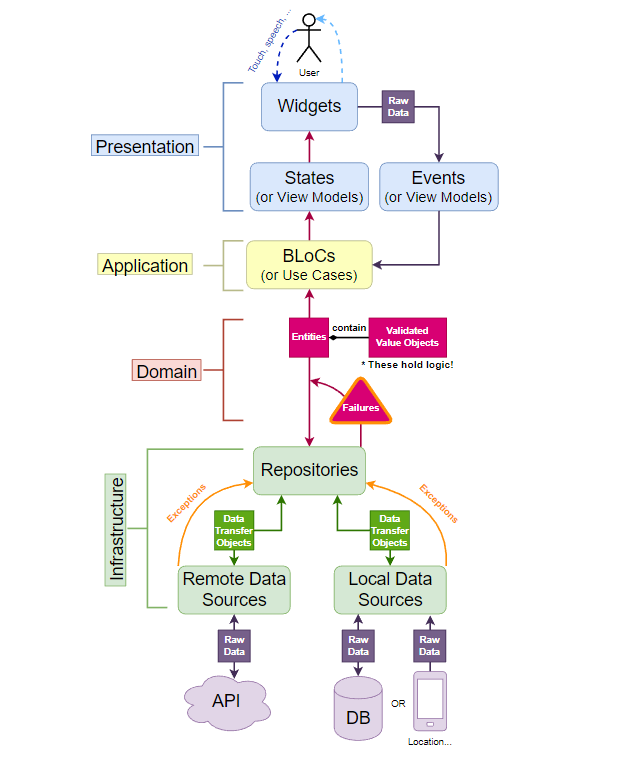 Touch, speech, ...
User
Widgets
Raw
Data
Presentation
States
(or View Models)
Events
(or View Models)
Application
BLoCs
(or Use Cases)
Entities
contain
Validated
Value Objects
* These hold logic!
Domain
Failures
Repositories
Infrastructure
Exceptions
Exceptions
Data
Transfer
Objects
Data
Transfer
Objects
Remote Data
Sources
Local Data
Sources
Raw
Data
Raw
Data
Raw
Data
API
DB
OR
Location...